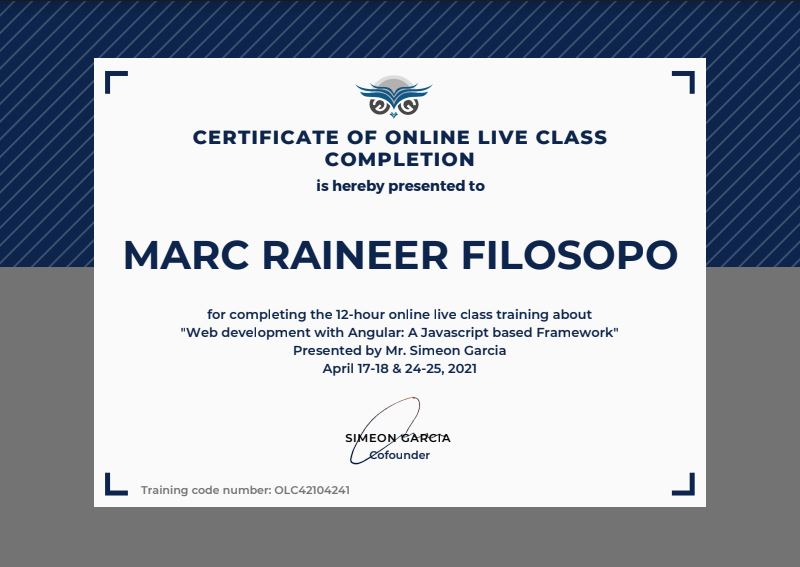 CERTIFICATE OF ONLINE LIVE CLASS
COMPLETION
is hereby presented to
MARC RAINEER FILOSOPO
for completing the 12-hour online live class training about
"Web development with Angular: A Javascript based Framework"
Presented by Mr. Simeon Garcia
April 17-18 & 24-25, 2021
SIMEON GARCIA
Cofounder
Training code number: OLC42104241